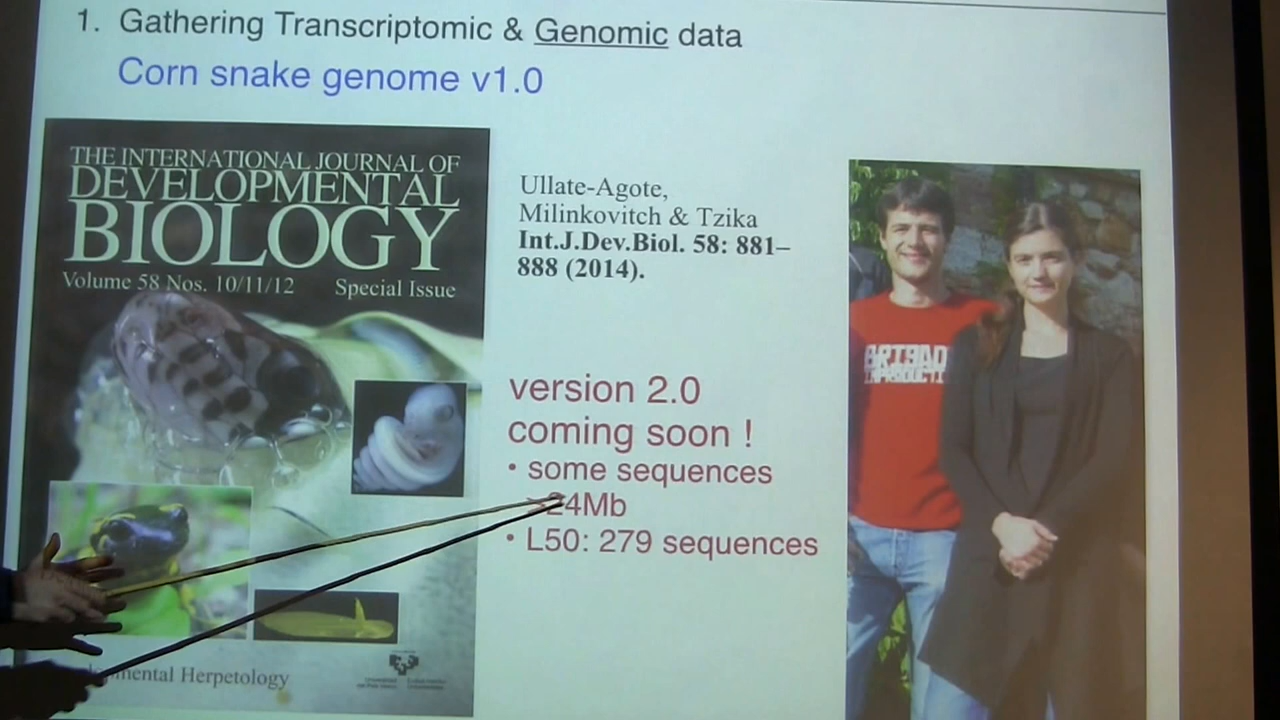 1. Gathering Transcriptomic & Genomic data
Corn snake genome v1.0
THE INTERNATIONAL JOURNAL OF
DEVELOPMENTAL
BIOLOGY
Volume 58 Nos. 10/11/12 Special Issue
Ullate-Agote,
Milinkovitch & Tzika
Int.J.Dev.Biol. 58: 881–
888 (2014).
version 2.0
coming soon !
• some sequences
24Mb
• L50: 279 sequences
Herpetology